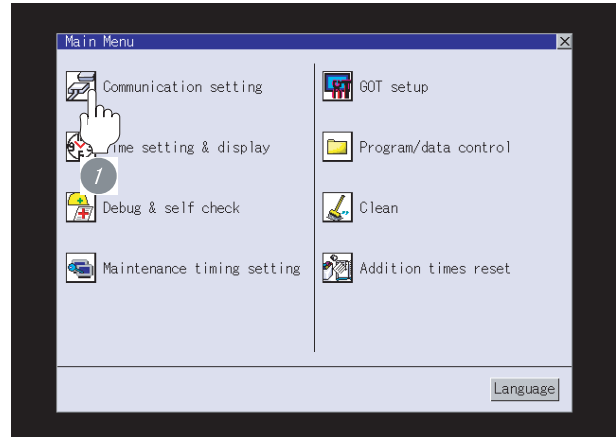 Main Menu
Communication setting
Time setting & display
1
Debug & self check
Maintenance timing setting
GOT setup
Program/data control
Clean
Addition times reset
Language